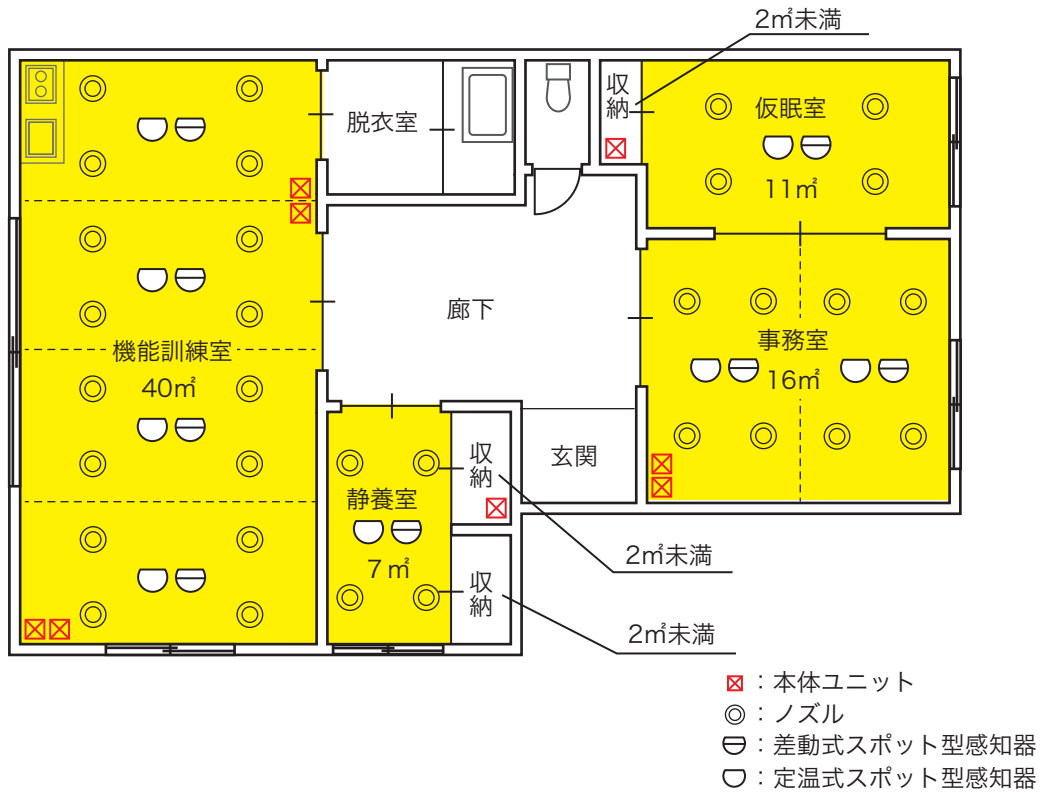 2㎡未満
収納
仮眠室
11㎡
脱衣室
廊下
機能訓練室
40㎡
事務室
16㎡
玄関
静養室
7㎡
収納
収納
2㎡未満
2㎡未満
：本体ユニット
：ノズル
：差動式スポット型感知器
：定温式スポット型感知器